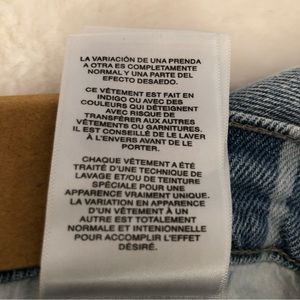 LA VARIACIÓN DE UNA PRENDA
A OTRA ES COMPLETAMENTE
NORMAL Y UNA PARTE DEL
EFECTO DESAEDO.
CE VÊTEMENT EST FAIT EN
INDIGO OU AVEC DES
COULEURS QUI DÉTEIGNENT
AVEC RISQUE DE
TRANSFÉRER AUX AUTRES
VÊTEMENTS OU GARNITURES.
IL EST CONSEILLÉ DE LE LAVER
À L'ENVERS AVANT DE LE
PORTER.
CHAQUE VÊTEMENT A ÉTÉ
TRAITÉ D'UNE TECHNIQUE DE
LAVAGE ET/OU DE TEINTURE
SPÉCIALE POUR UNE
APPARENCE VRAIMENT UNIQUE.
LA VARIATION EN APPARENCE
D'UN VÊTEMENT À UN
AUTRE EST TOTALEMENT
NORMALE ET INTENTIONNELLE
POUR ACCOMPLIR L'EFFET
DÉSIRÉ.